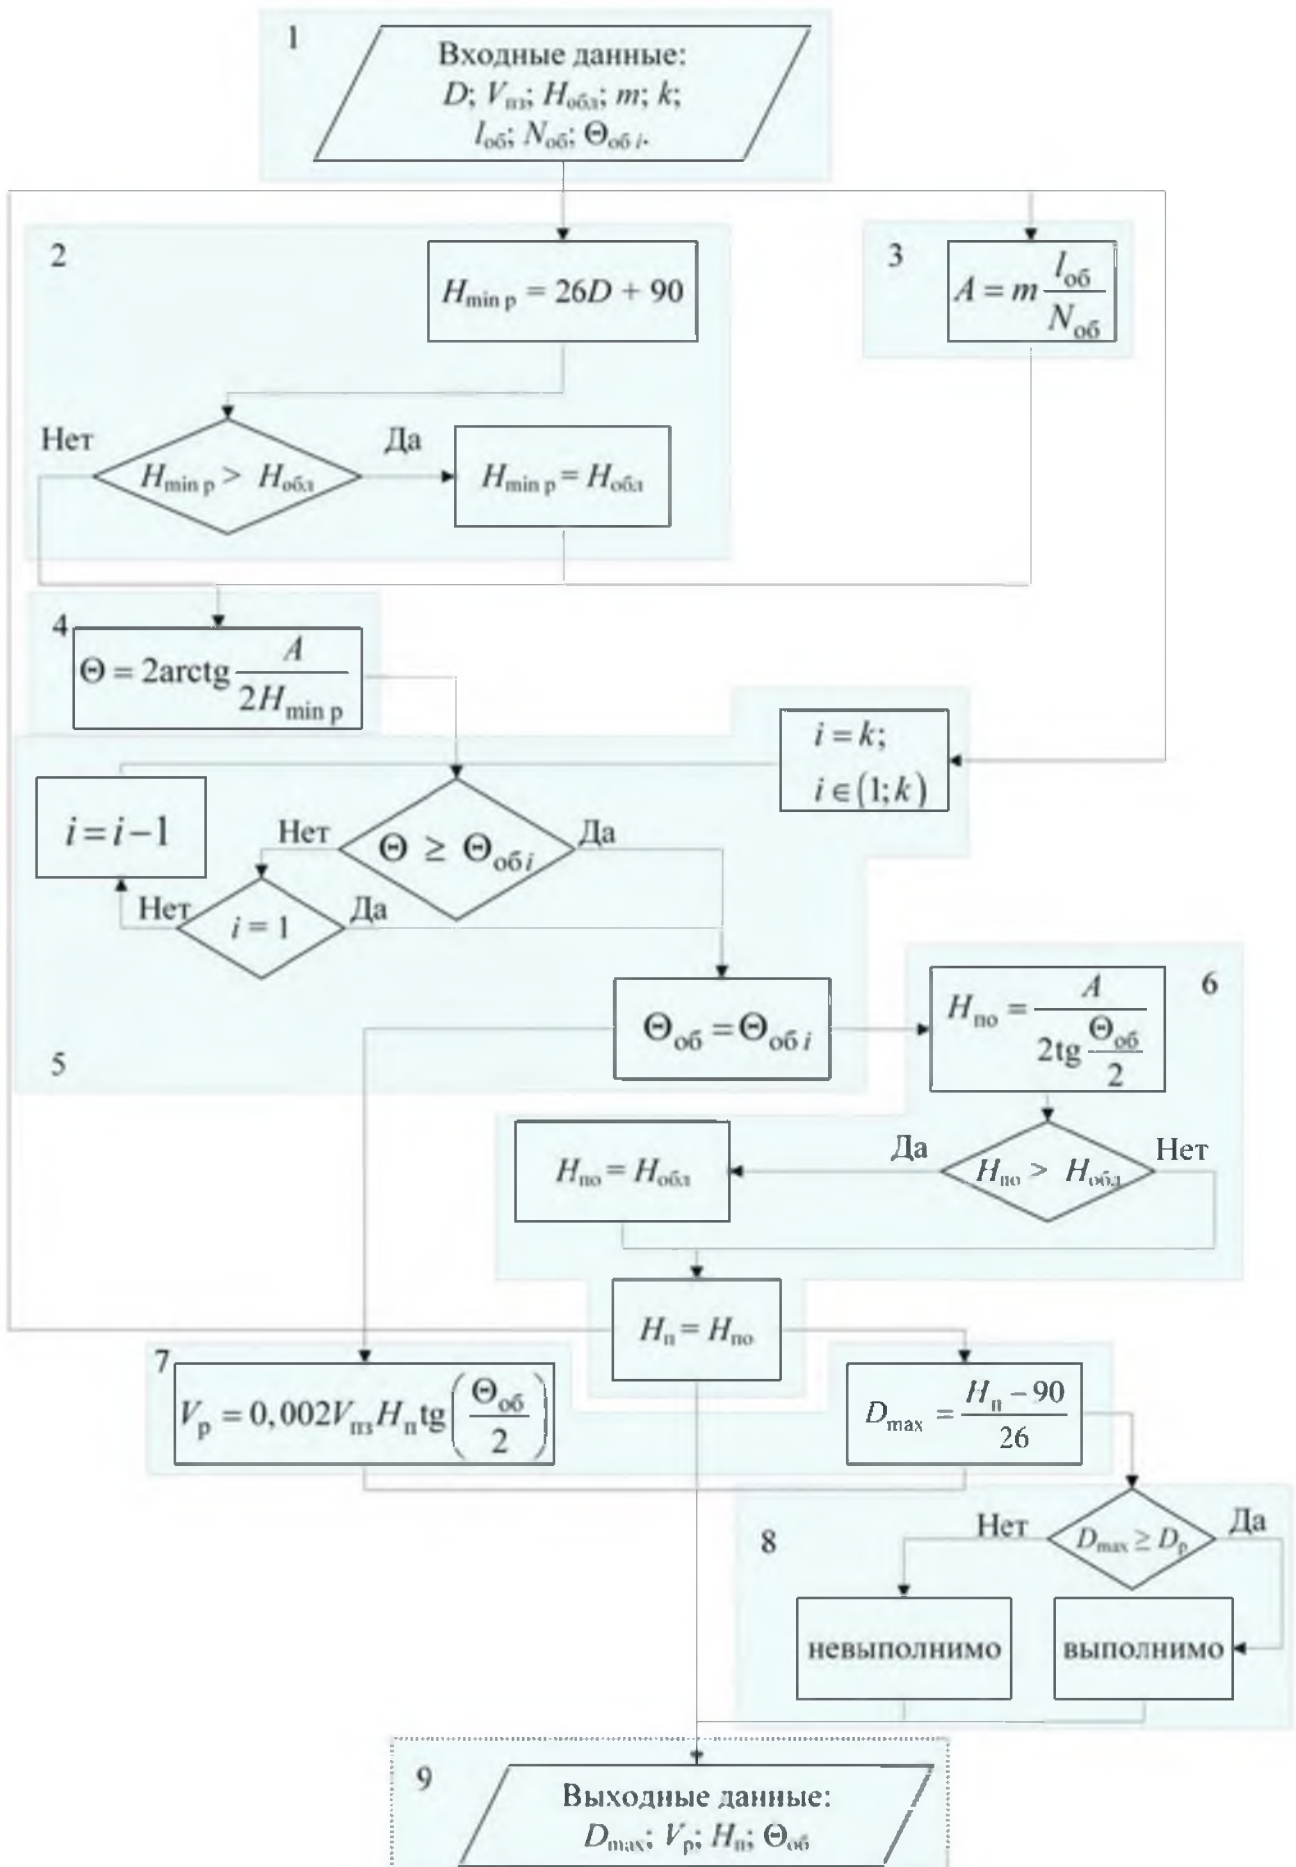 1
Входные данные:
D; Vпз; Hобл; m; k;
lоб; Nоб; Θоб i.
2
Hmin p = 26D + 90
3
A = m lоб / Nоб
Нет
Да
Hmin p > Hобл
Hmin p = Hобл
4
Θ = 2arctg A / 2Hmin p
i = k;
i ∈ (1; k)
i = i − 1
Нет
Θ ≥ Θоб i
Да
Нет
i = 1
Да
5
Θоб = Θоб i
6
Hпо = A / 2tg Θоб / 2
Hпо = Hобл
Да
Hпо > Hобл
Нет
Hп = Hпо
7
Vр = 0,002VпзHп tg(Θоб / 2)
Dmax = Hп − 90 / 26
8
Нет
Dmax ≥ Dр
Да
невыполнимо
выполнимо
9
Выходные данные:
Dmax; Vр; Hп; Θоб